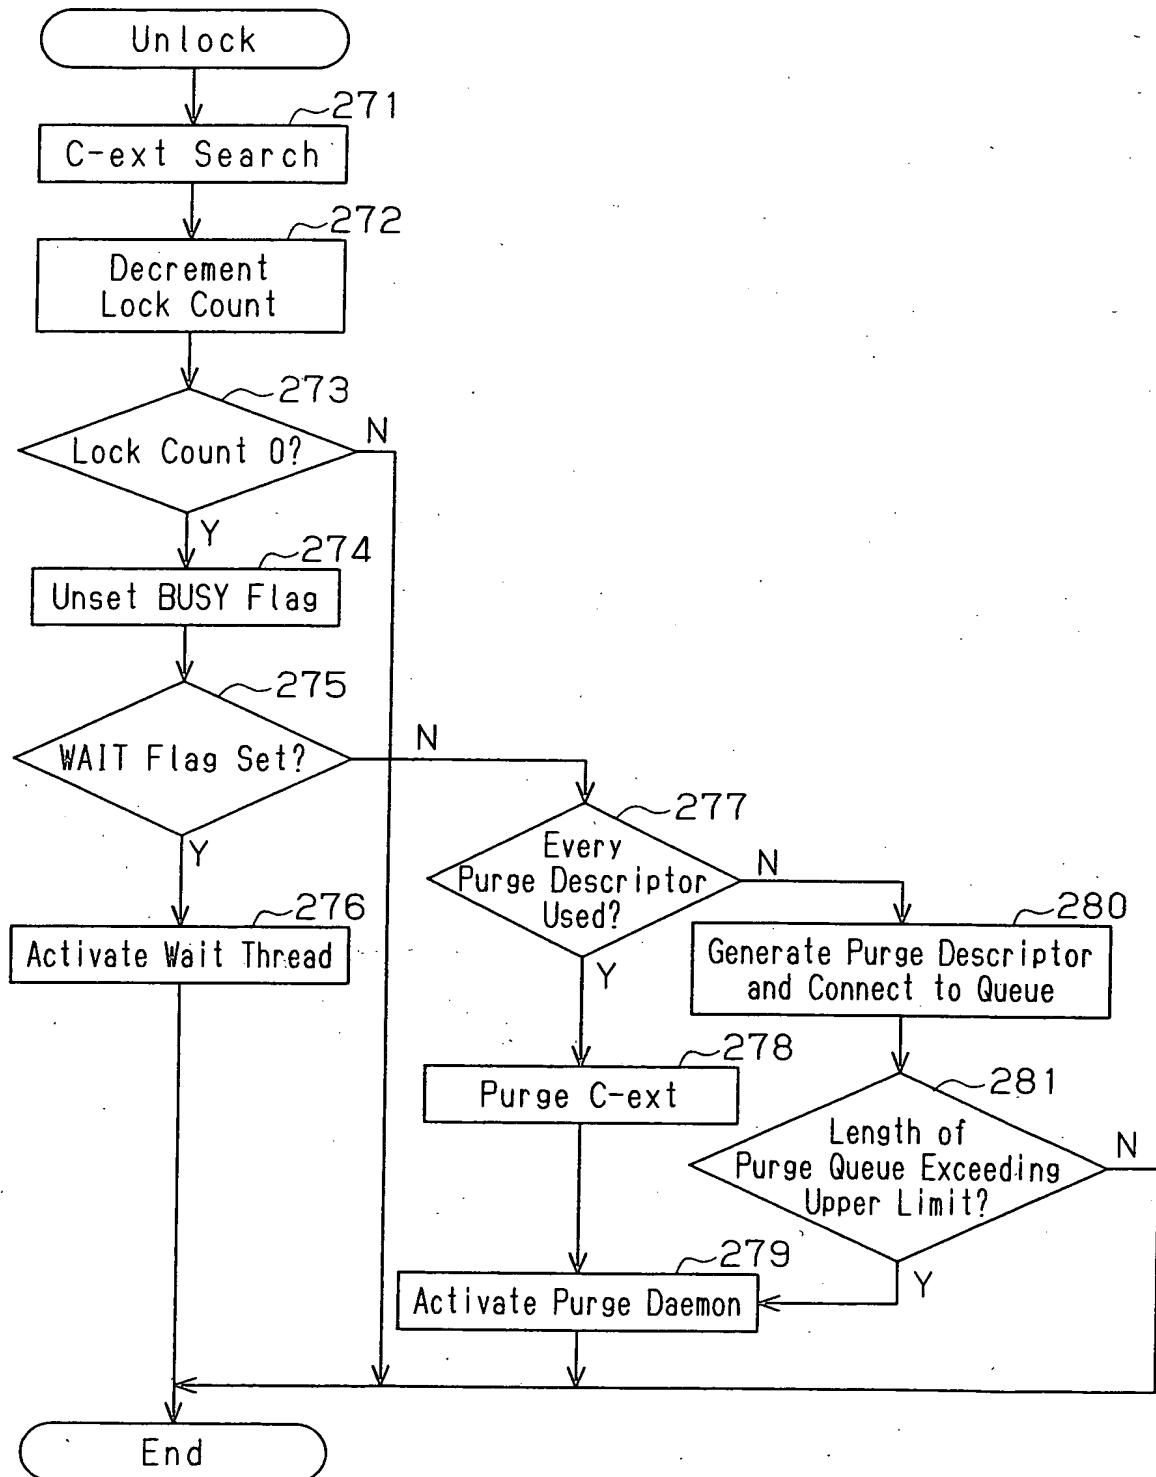 Unlock
271
C-ext Search
272
Decrement
Lock Count
273
Lock Count 0?
N
Y
274
Unset BUSY Flag
275
WAIT Flag Set?
N
Y
276
Activate Wait Thread
277
Every
Purge Descriptor
Used?
N
Y
280
Generate Purge Descriptor
and Connect to Queue
278
Purge C-ext
281
Length of
Purge Queue Exceeding
Upper Limit?
N
Y
279
Activate Purge Daemon
End